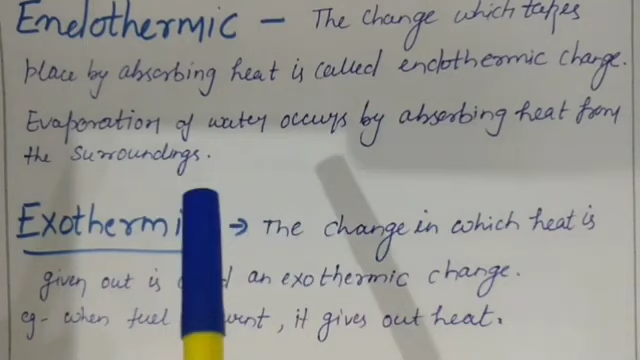 Endothermic - The change which takes
place by absorbing heat is called endothermic change.
Evaporation of water occurs by absorbing heat from
the surroundings.
Exothermi → The change in which heat is
given out is an exothermic change.
eg- when fuel , it gives out heat.